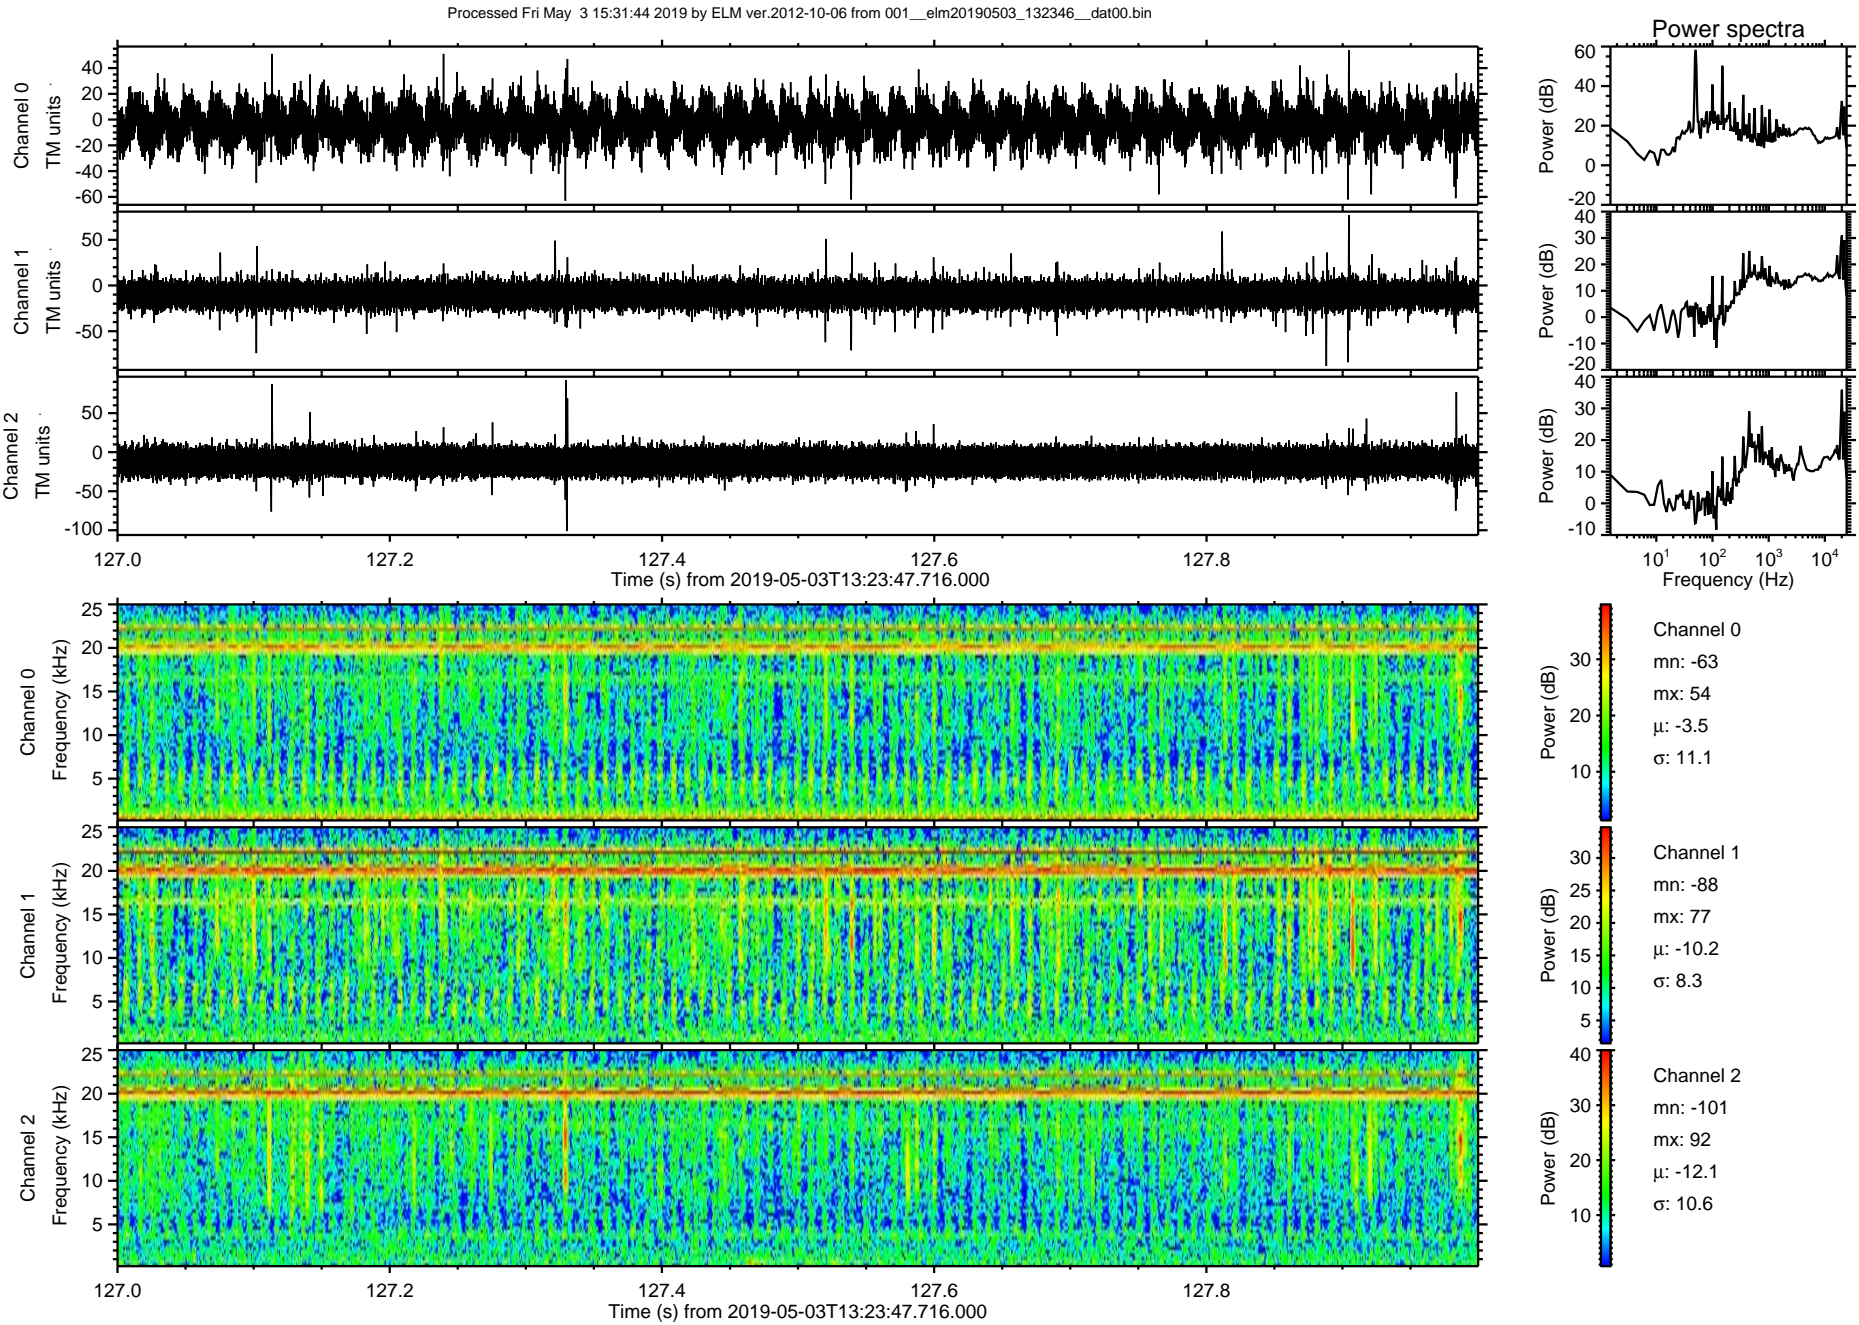 Processed Fri May  3 15:31:44 2019 by ELM ver.2012-10-06 from 001__elm20190503_132346__dat00.bin
Power spectra
Channel 0
TM units
40
20
0
-20
-40
-60
Power (dB)
60
40
20
0
-20
Channel 1
TM units
50
0
-50
Power (dB)
40
30
20
10
0
-10
-20
Channel 2
TM units
50
0
-50
-100
Power (dB)
40
30
20
10
0
-10
127.0 127.2 127.4 127.6 127.8
Time (s) from 2019-05-03T13:23:47.716.000
10^1 10^2 10^3 10^4
Frequency (Hz)
Channel 0
Frequency (kHz)
25
20
15
10
5
Power (dB)
30
20
10
Channel 0
mn: -63
mx: 54
μ: -3.5
σ: 11.1
Channel 1
Frequency (kHz)
25
20
15
10
5
Power (dB)
30
25
20
15
10
5
Channel 1
mn: -88
mx: 77
μ: -10.2
σ: 8.3
Channel 2
Frequency (kHz)
25
20
15
10
5
Power (dB)
40
30
20
10
Channel 2
mn: -101
mx: 92
μ: -12.1
σ: 10.6
127.0 127.2 127.4 127.6 127.8
Time (s) from 2019-05-03T13:23:47.716.000